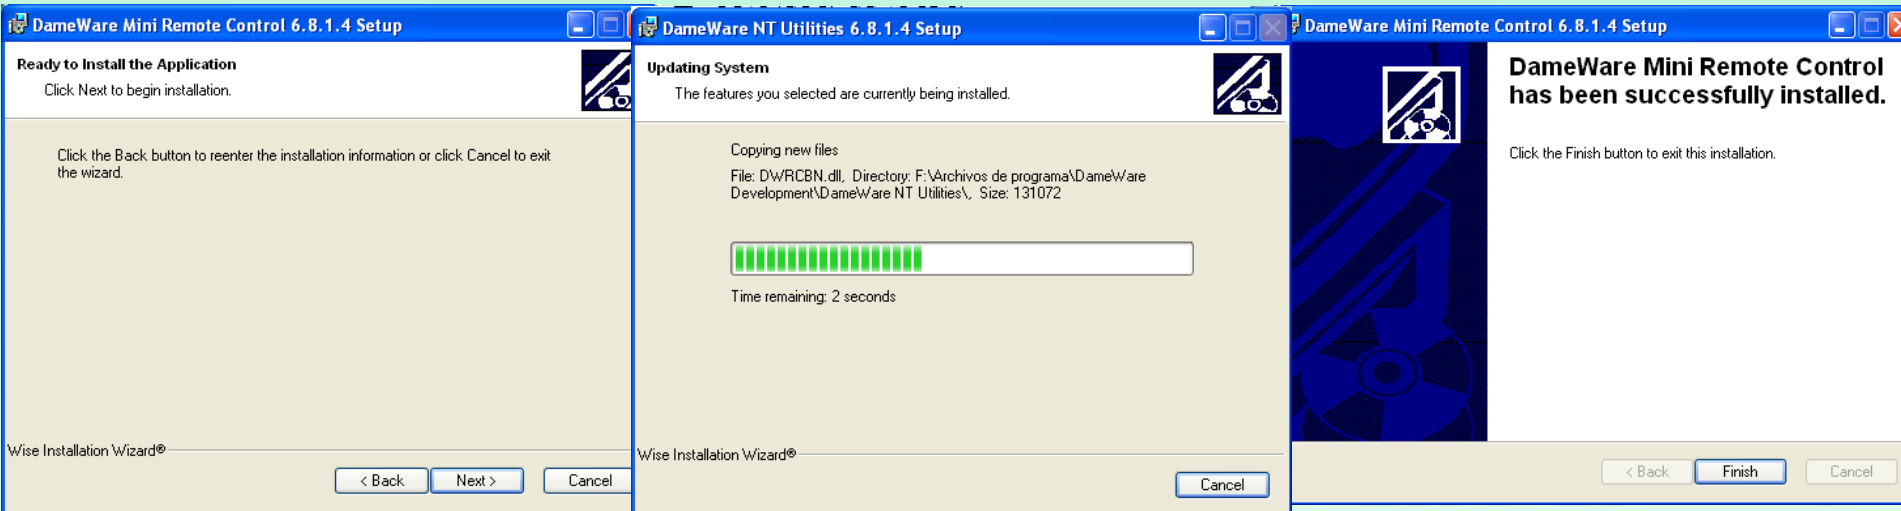 DameWare Mini Remote Control 6.8.1.4 Setup
Ready to Install the Application
Click Next to begin installation.
Click the Back button to reenter the installation information or click Cancel to exit
the wizard.
Wise Installation Wizard®
< Back
Next >
Cancel
DameWare NT Utilities 6.8.1.4 Setup
Updating System
The features you selected are currently being installed.
Copying new files
File: DWRCBN.dll, Directory: F:\Archivos de programa\DameWare
Development\DameWare NT Utilities\, Size: 131072
Time remaining: 2 seconds
Wise Installation Wizard®
Cancel
DameWare Mini Remote Control 6.8.1.4 Setup
DameWare Mini Remote Control
has been successfully installed.
Click the Finish button to exit this installation.
< Back
Finish
Cancel